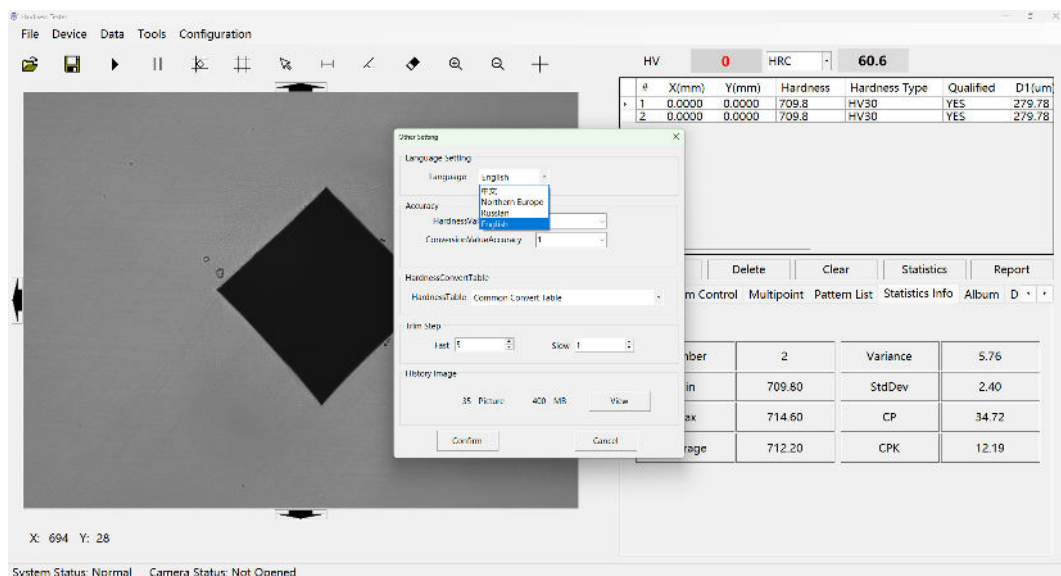 Hardness Tester
File Device Data Tools Configuration
HV 0 HRC 60.6
# X(mm) Y(mm) Hardness Hardness Type Qualified D1(um
1 0.0000 0.0000 709.8 HV30 YES 279.78
2 0.0000 0.0000 709.8 HV30 YES 279.78
Other Setting
Language Setting
Language English
中文
Northern Europe
Russian
English
Accuracy
HardnessVa
ConversionValueAccuracy 1
HardnessConvertTable
HardnessTable Common Convert Table
Trim Step
Fast 5 Slow 1
History Image
35 Picture 400 MB View
Confirm Cancel
Delete Clear Statistics Report
m Control Multipoint Pattern List Statistics Info Album D
nber 2 Variance 5.76
in 709.80 StdDev 2.40
ax 714.60 CP 34.72
rage 712.20 CPK 12.19
X: 694 Y: 28
System Status: Normal Camera Status: Not Opened